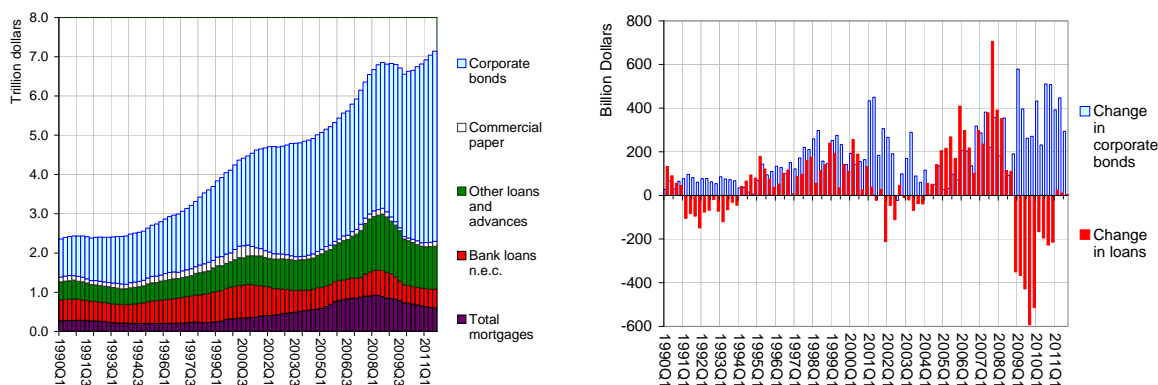 Trillion dollars
8.0
7.0
6.0
5.0
4.0
3.0
2.0
1.0
0.0
1990Q1
1991Q3
1993Q1
1994Q3
1996Q1
1997Q3
1999Q1
2000Q3
2002Q1
2003Q3
2005Q1
2006Q3
2008Q1
2009Q3
2011Q1
Corporate
bonds
Commercial
paper
Other loans
and
advances
Bank loans
n.e.c.
Total
mortgages
Billion Dollars
800
600
400
200
0
-200
-400
-600
1990Q1
1991Q1
1992Q1
1993Q1
1994Q1
1995Q1
1996Q1
1997Q1
1998Q1
1999Q1
2000Q1
2001Q1
2002Q1
2003Q1
2004Q1
2005Q1
2006Q1
2007Q1
2008Q1
2009Q1
2010Q1
2011Q1
Change
in
corporate
bonds
Change
in loans